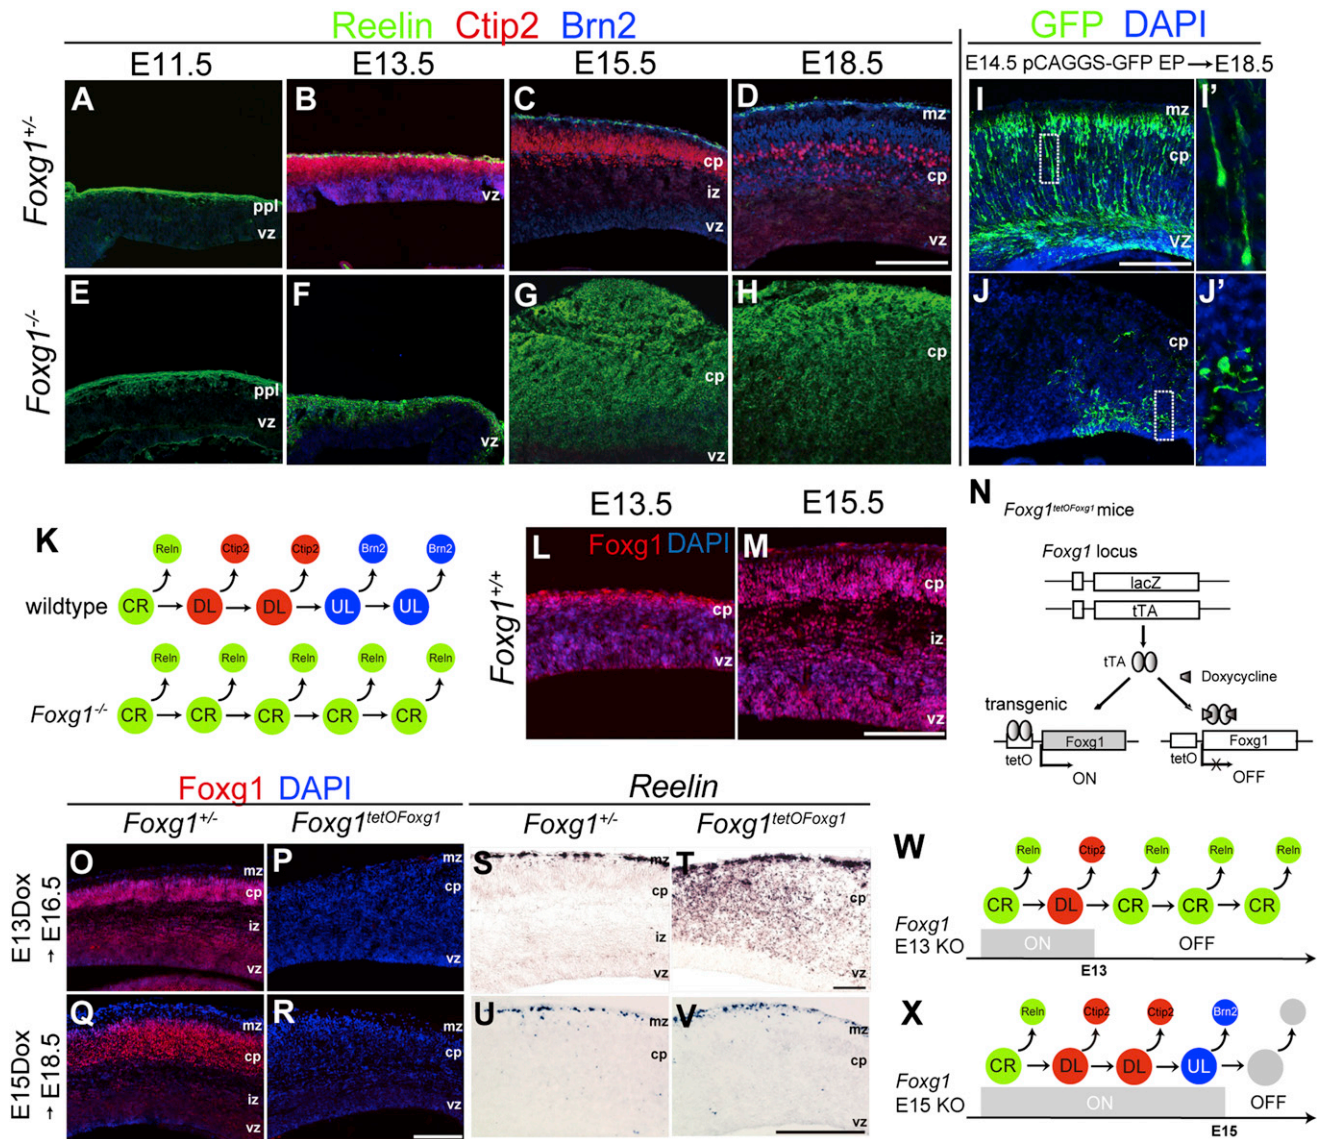 Reelin Ctip2 Brn2
GFP DAPI
E11.5 E13.5 E15.5 E18.5
E14.5 pCAGGS-GFP EP→E18.5
Foxg1+/-
A ppl vz
B vz
C cp iz vz
D mz cp cp vz
I mz cp vz
I'
Foxg1-/-
E ppl vz
F vz
G cp vz
H cp
J cp
J'
K
wildtype
Reln Ctip2 Ctip2 Brn2 Brn2
CR DL DL UL UL
Reln Reln Reln Reln Reln
Foxg1-/- CR CR CR CR CR
E13.5 E15.5
Foxg1+/+
L Foxg1 DAPI cp vz
M cp iz vz
N
Foxg1tetOFoxg1 mice
Foxg1 locus
lacZ
tTA
tTA
Doxycycline
transgenic
Foxg1
tetO
ON
Foxg1
tetO
X
OFF
Foxg1 DAPI
Reelin
Foxg1+/- Foxg1tetOFoxg1 Foxg1+/- Foxg1tetOFoxg1
E13Dox
→ E16.5
O mz cp iz vz
P mz cp vz
S mz cp iz vz
T mz cp vz
E15Dox
→ E18.5
Q mz cp iz vz
R mz cp iz vz
U mz cp
V mz cp vz
W
Reln Ctip2 Reln Reln Reln
CR DL CR CR CR
Foxg1
E13 KO
ON OFF
E13
X
Reln Ctip2 Ctip2 Brn2
CR DL DL UL
Foxg1
E15 KO
ON OFF
E15